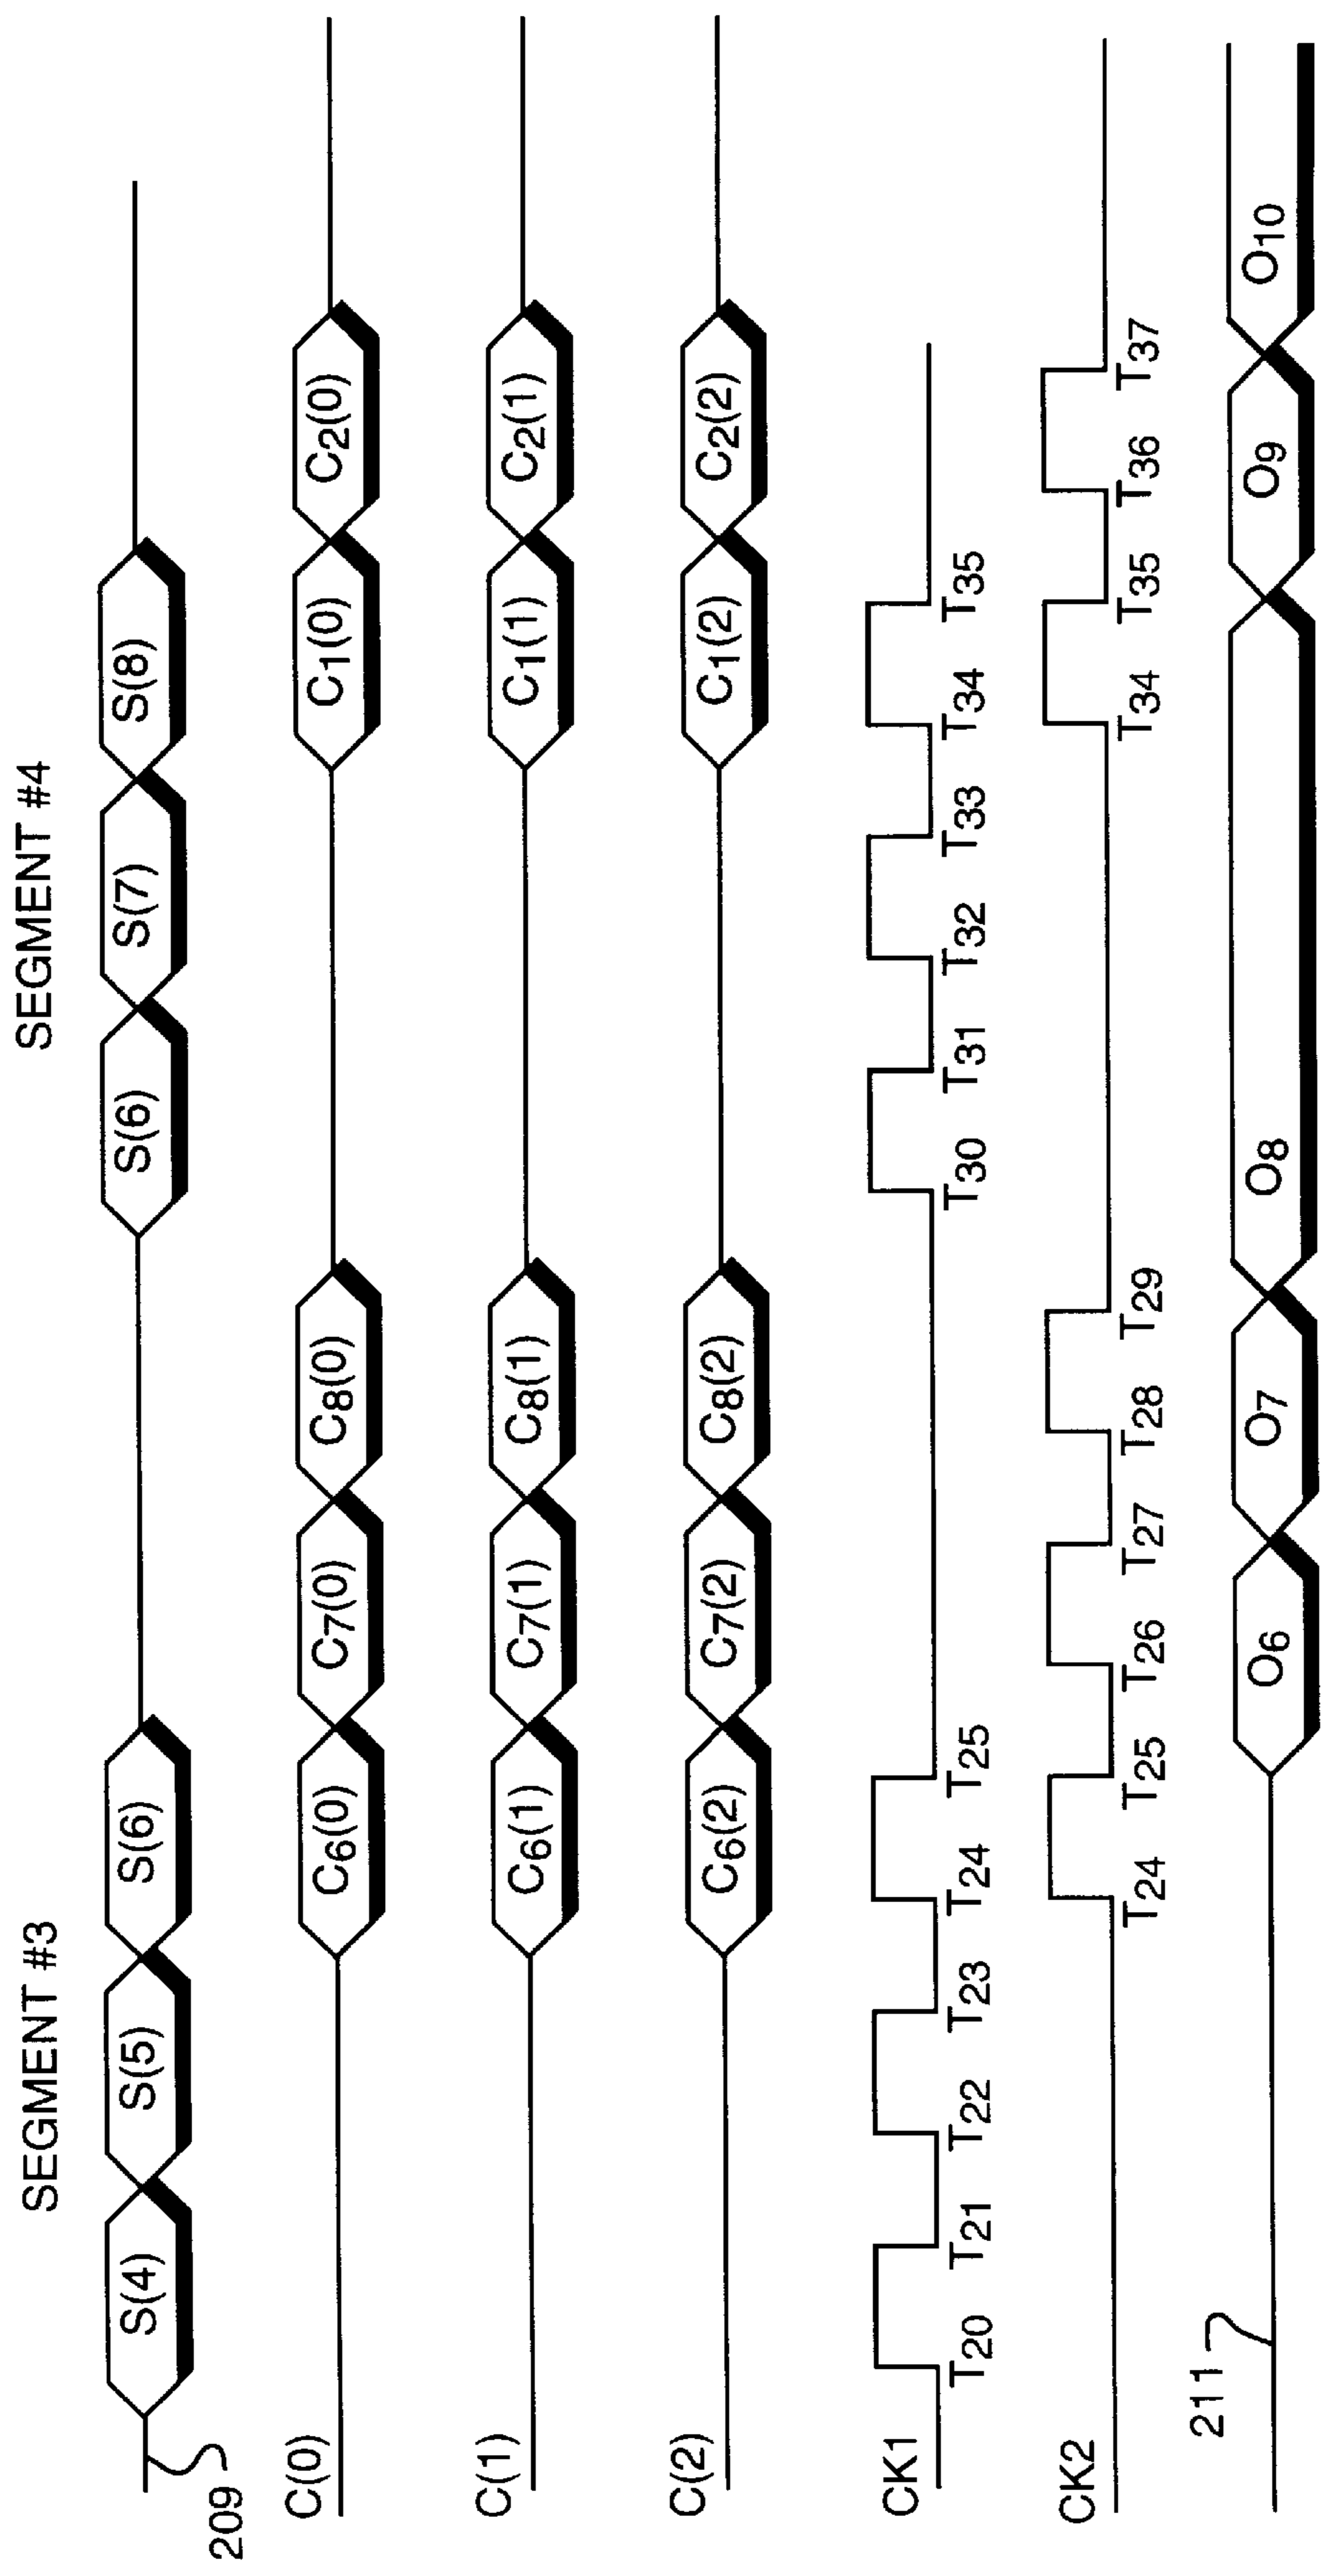 SEGMENT #3 SEGMENT #4
209 S(4) S(5) S(6) S(6) S(7) S(8)
C(0) C6(0) C7(0) C8(0) C1(0) C2(0)
C(1) C6(1) C7(1) C8(1) C1(1) C2(1)
C(2) C6(2) C7(2) C8(2) C1(2) C2(2)
CK1
T20 T21 T22 T23 T24 T25 T30 T31 T32 T33 T34 T35
CK2
T24 T25 T26 T27 T28 T29 T34 T35 T36 T37
211 O6 O7 O8 O9 O10